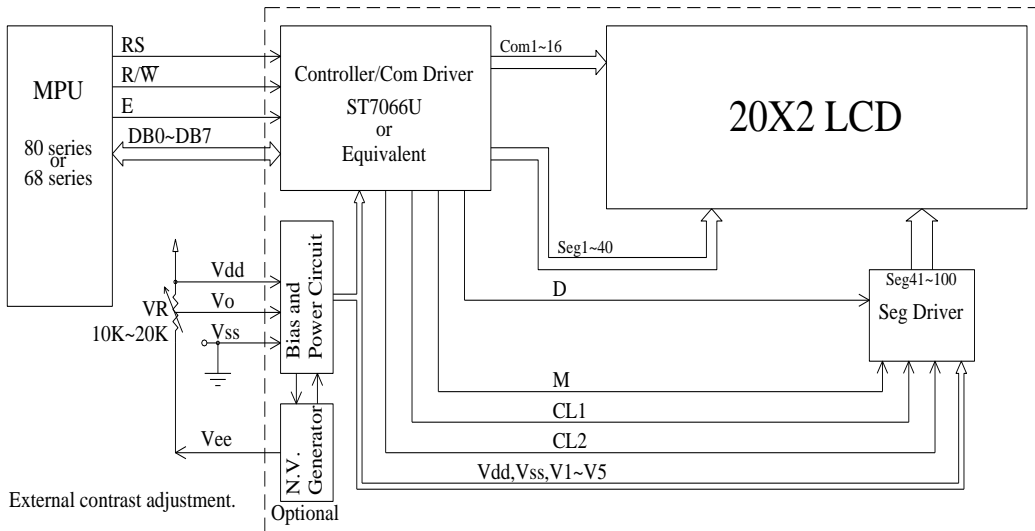 MPU
80 series
or
68 series
RS
R/W̅
E
DB0~DB7
Controller/Com Driver
ST7066U
or
Equivalent
Com1~16
20X2 LCD
Seg1~40
D
Seg41~100
Seg Driver
Vdd
Vo
VR
10K~20K
Vss
Bias and
Power Circuit
M
CL1
CL2
Vdd,Vss,V1~V5
Vee
N.V.
Generator
Optional
External contrast adjustment.